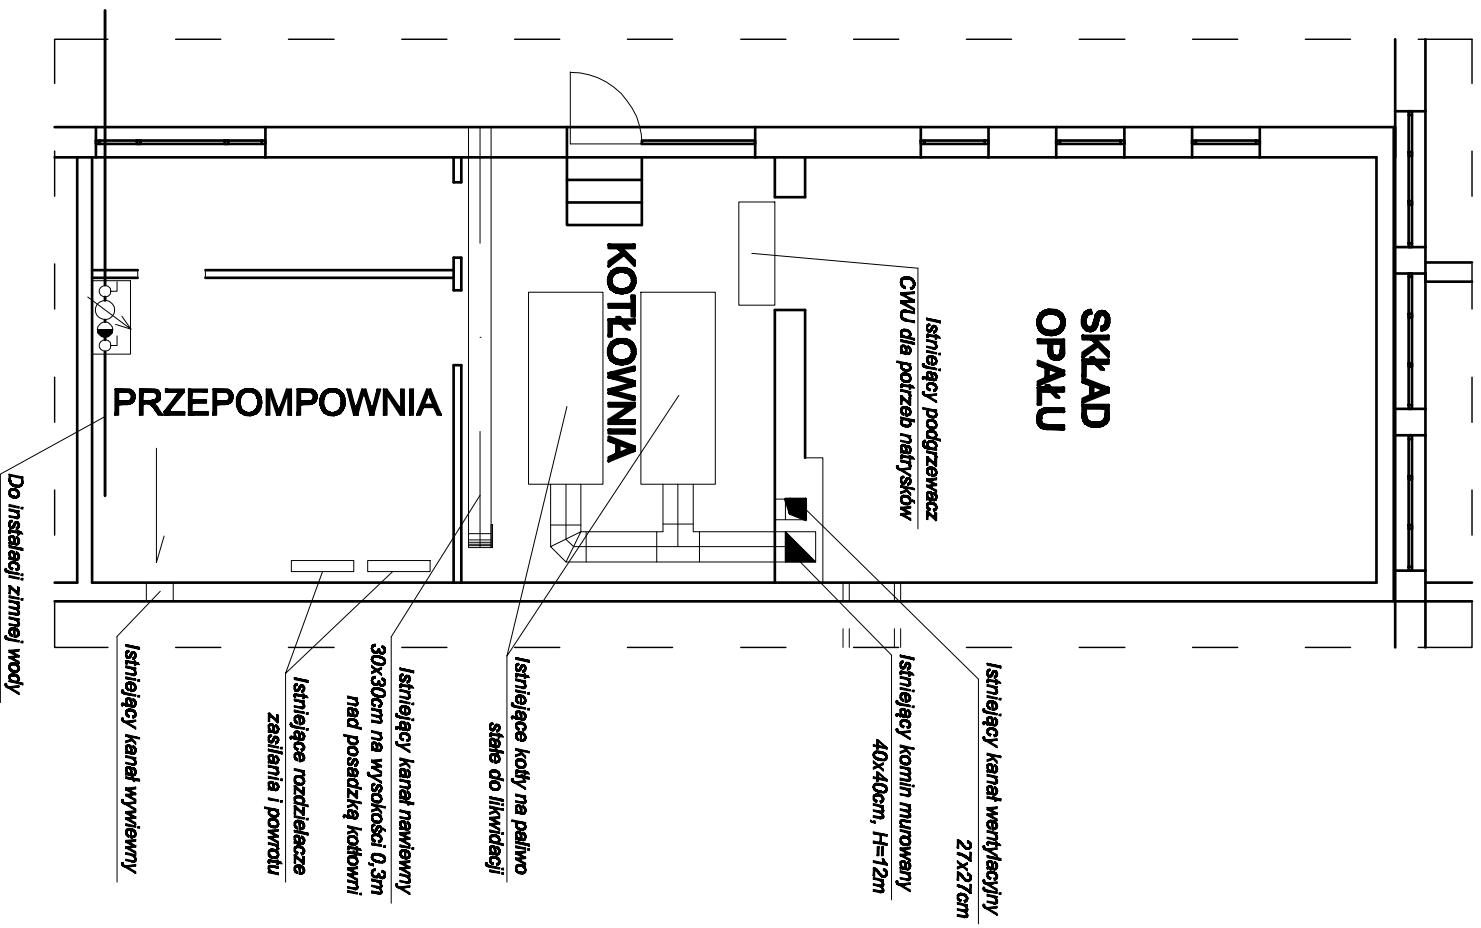 SKŁAD
OPAŁU
KOTŁOWNIA
PRZEPOMPOWNIA
Istniejący podgrzewacz
CWU dla potrzeb natrysków
Istniejący kanał wentylacyjny
27x27cm
Istniejący komin murowany
40x40cm, H=12m
Istniejące kotły na paliwo
stałe do likwidacji
Istniejący kanał nawiewny
30x30cm na wysokości 0,3m
nad posadzką kotłowni
Istniejące rozdzielacze
zasilania i powrotu
Istniejący kanał wywiewny
Do instalacji zimnej wody